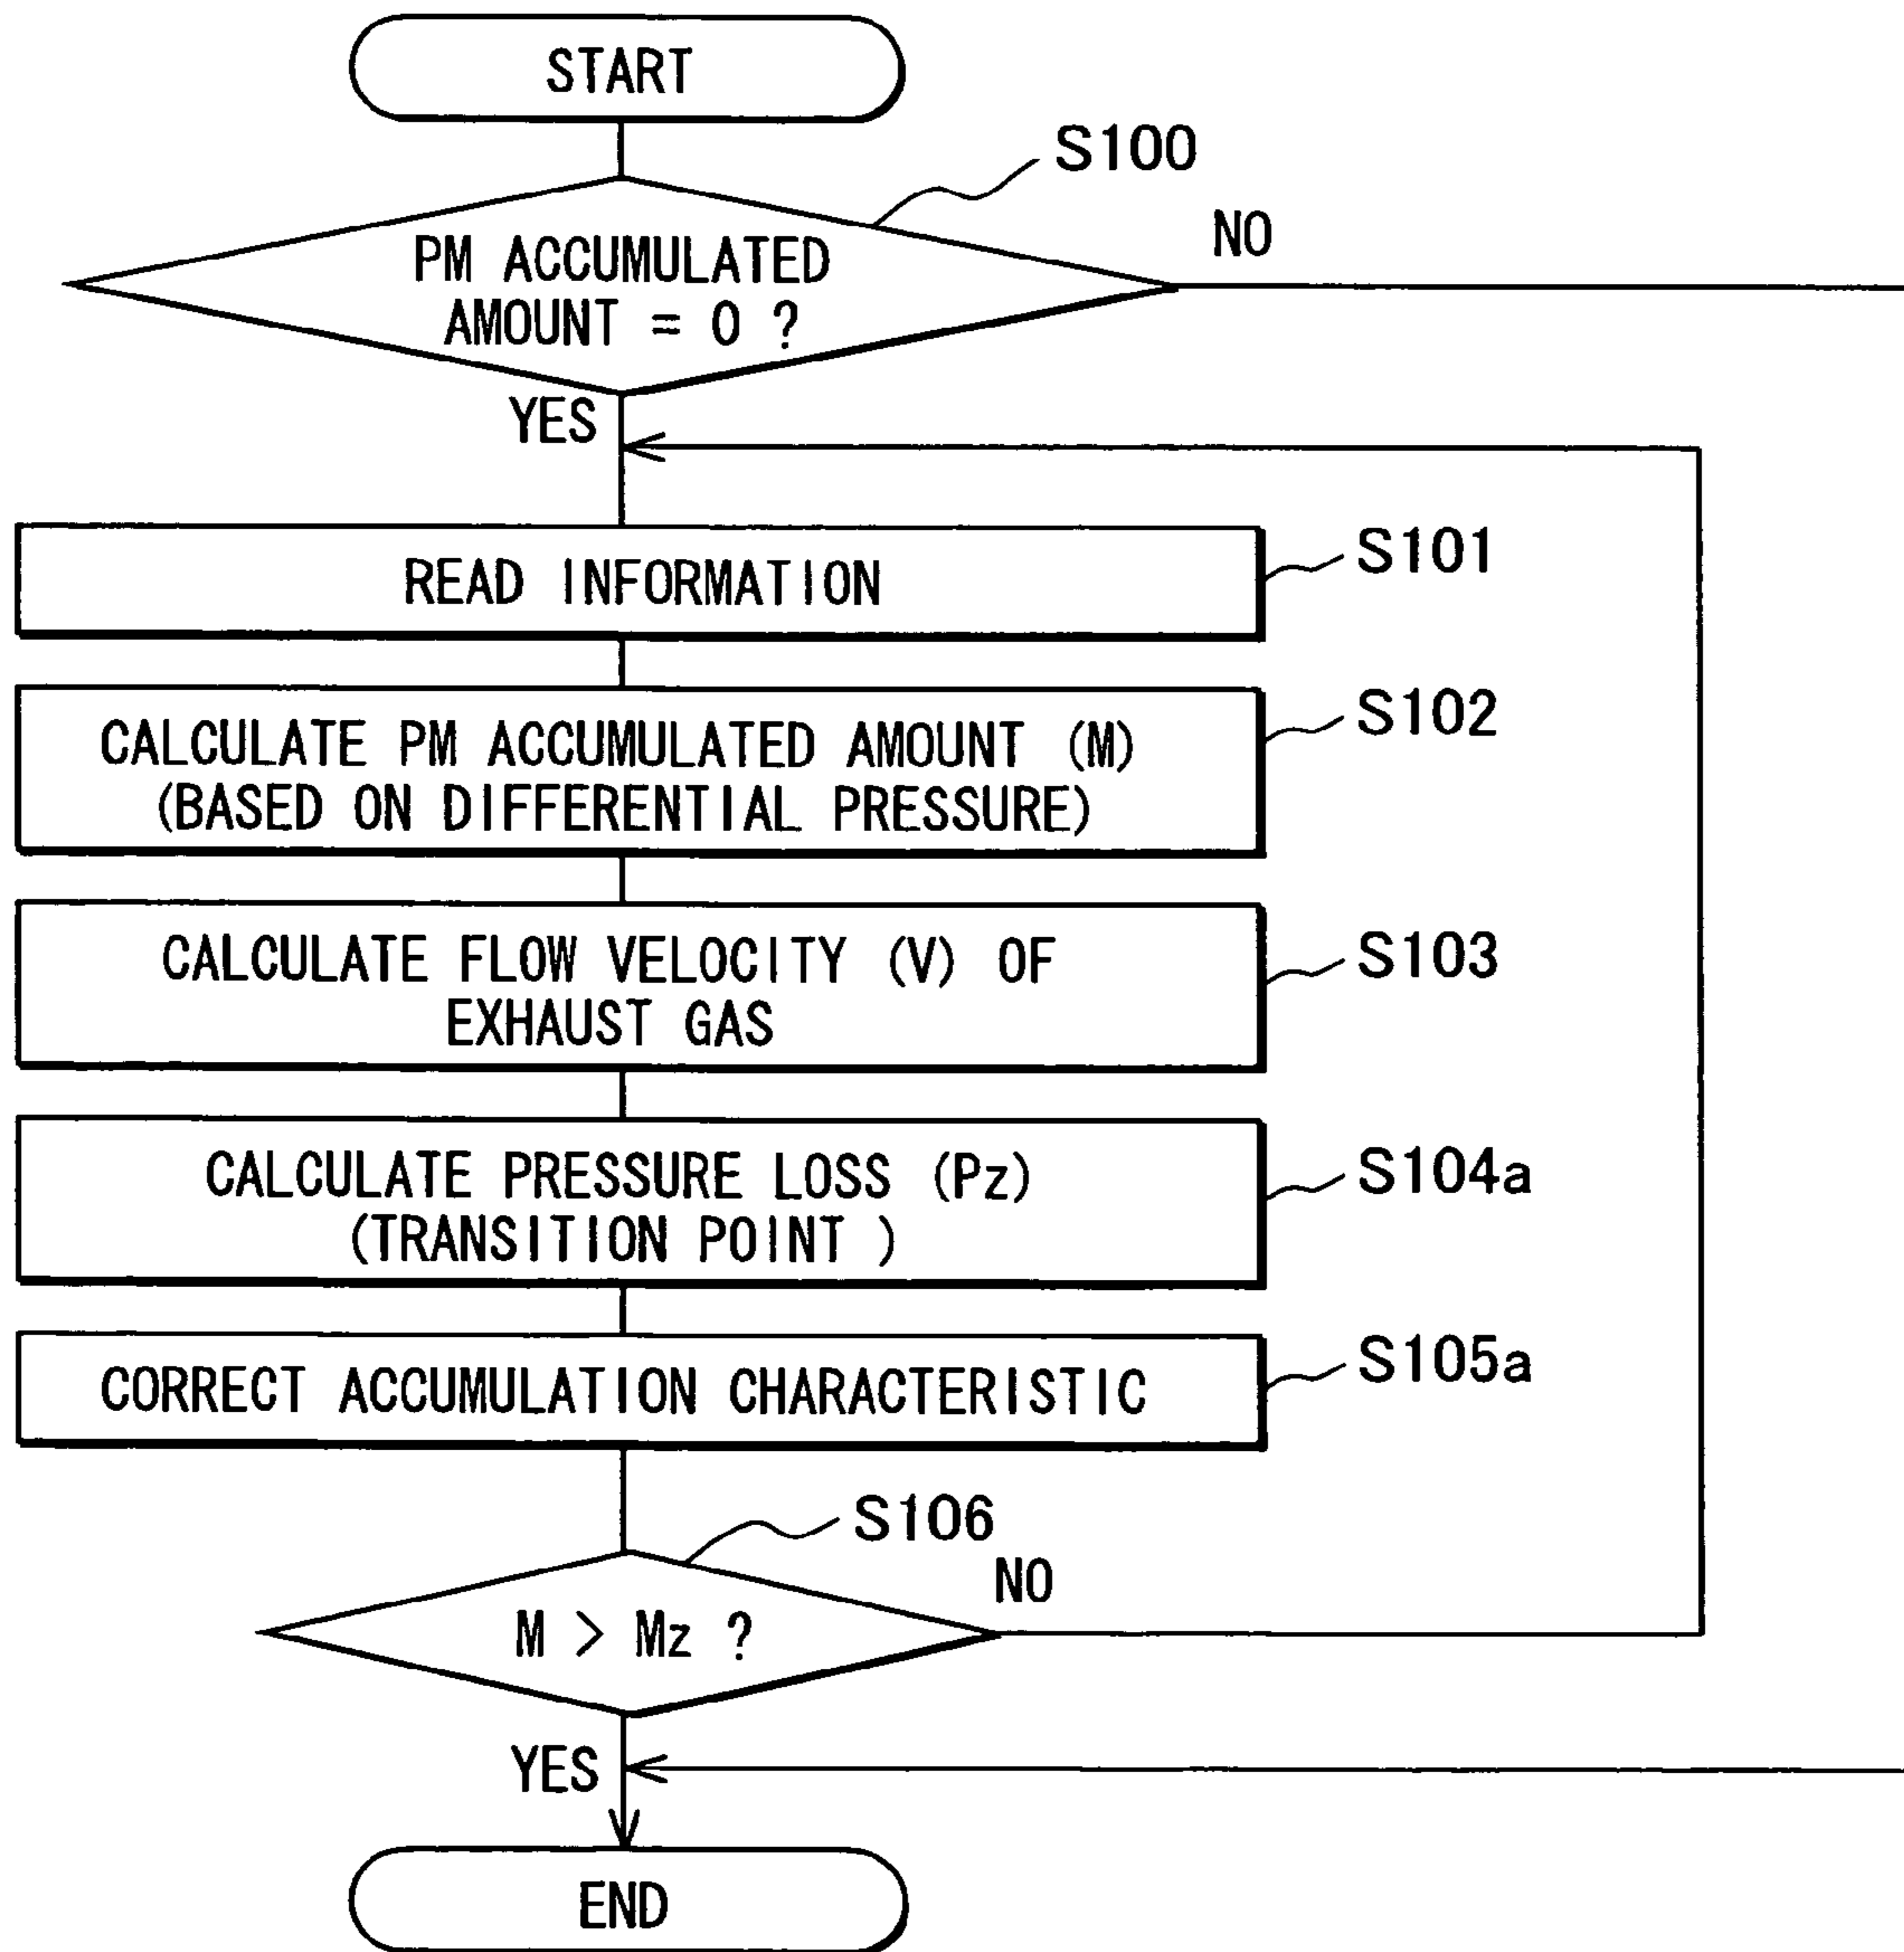 START
S100
NO
PM ACCUMULATED
AMOUNT = 0 ?
YES
READ INFORMATION
S101
CALCULATE PM ACCUMULATED AMOUNT (M)
(BASED ON DIFFERENTIAL PRESSURE)
S102
CALCULATE FLOW VELOCITY (V) OF
EXHAUST GAS
S103
CALCULATE PRESSURE LOSS (Pz)
(TRANSITION POINT )
S104a
CORRECT ACCUMULATION CHARACTERISTIC
S105a
S106
NO
M > Mz ?
YES
END